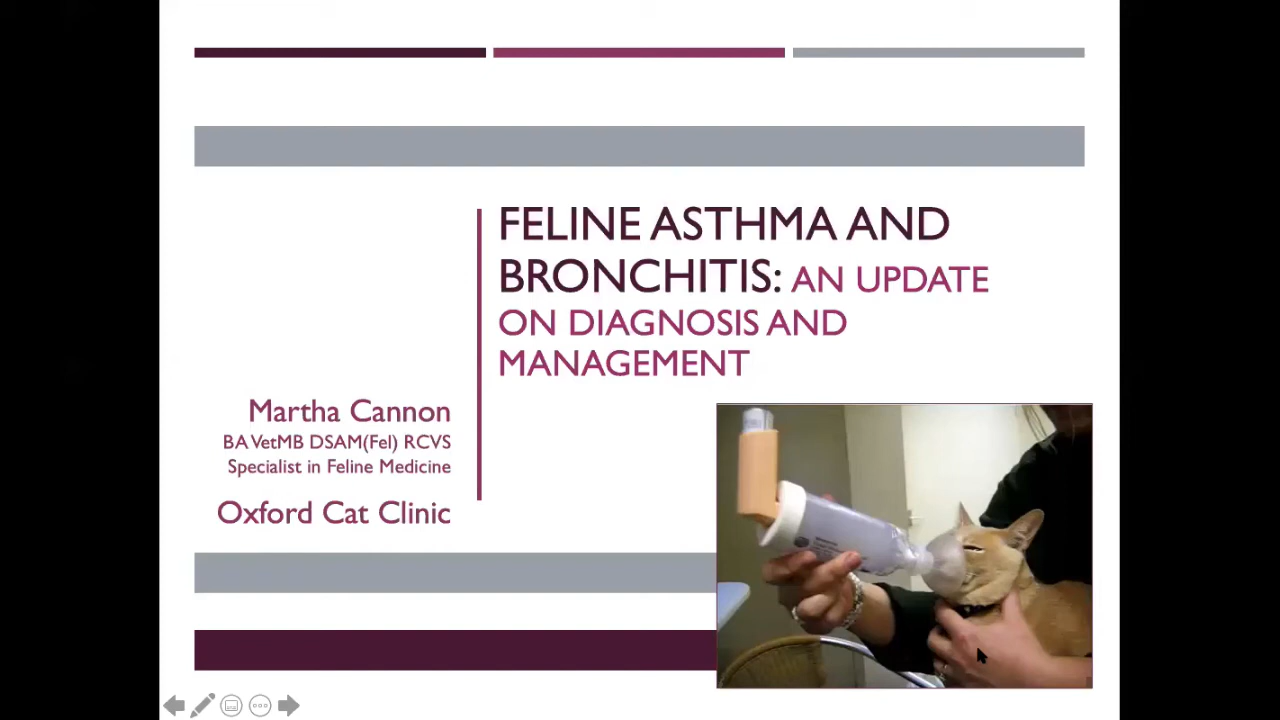 FELINE ASTHMA AND
BRONCHITIS: AN UPDATE
ON DIAGNOSIS AND
MANAGEMENT
Martha Cannon
BA VetMB DSAM(Fel) RCVS
Specialist in Feline Medicine
Oxford Cat Clinic